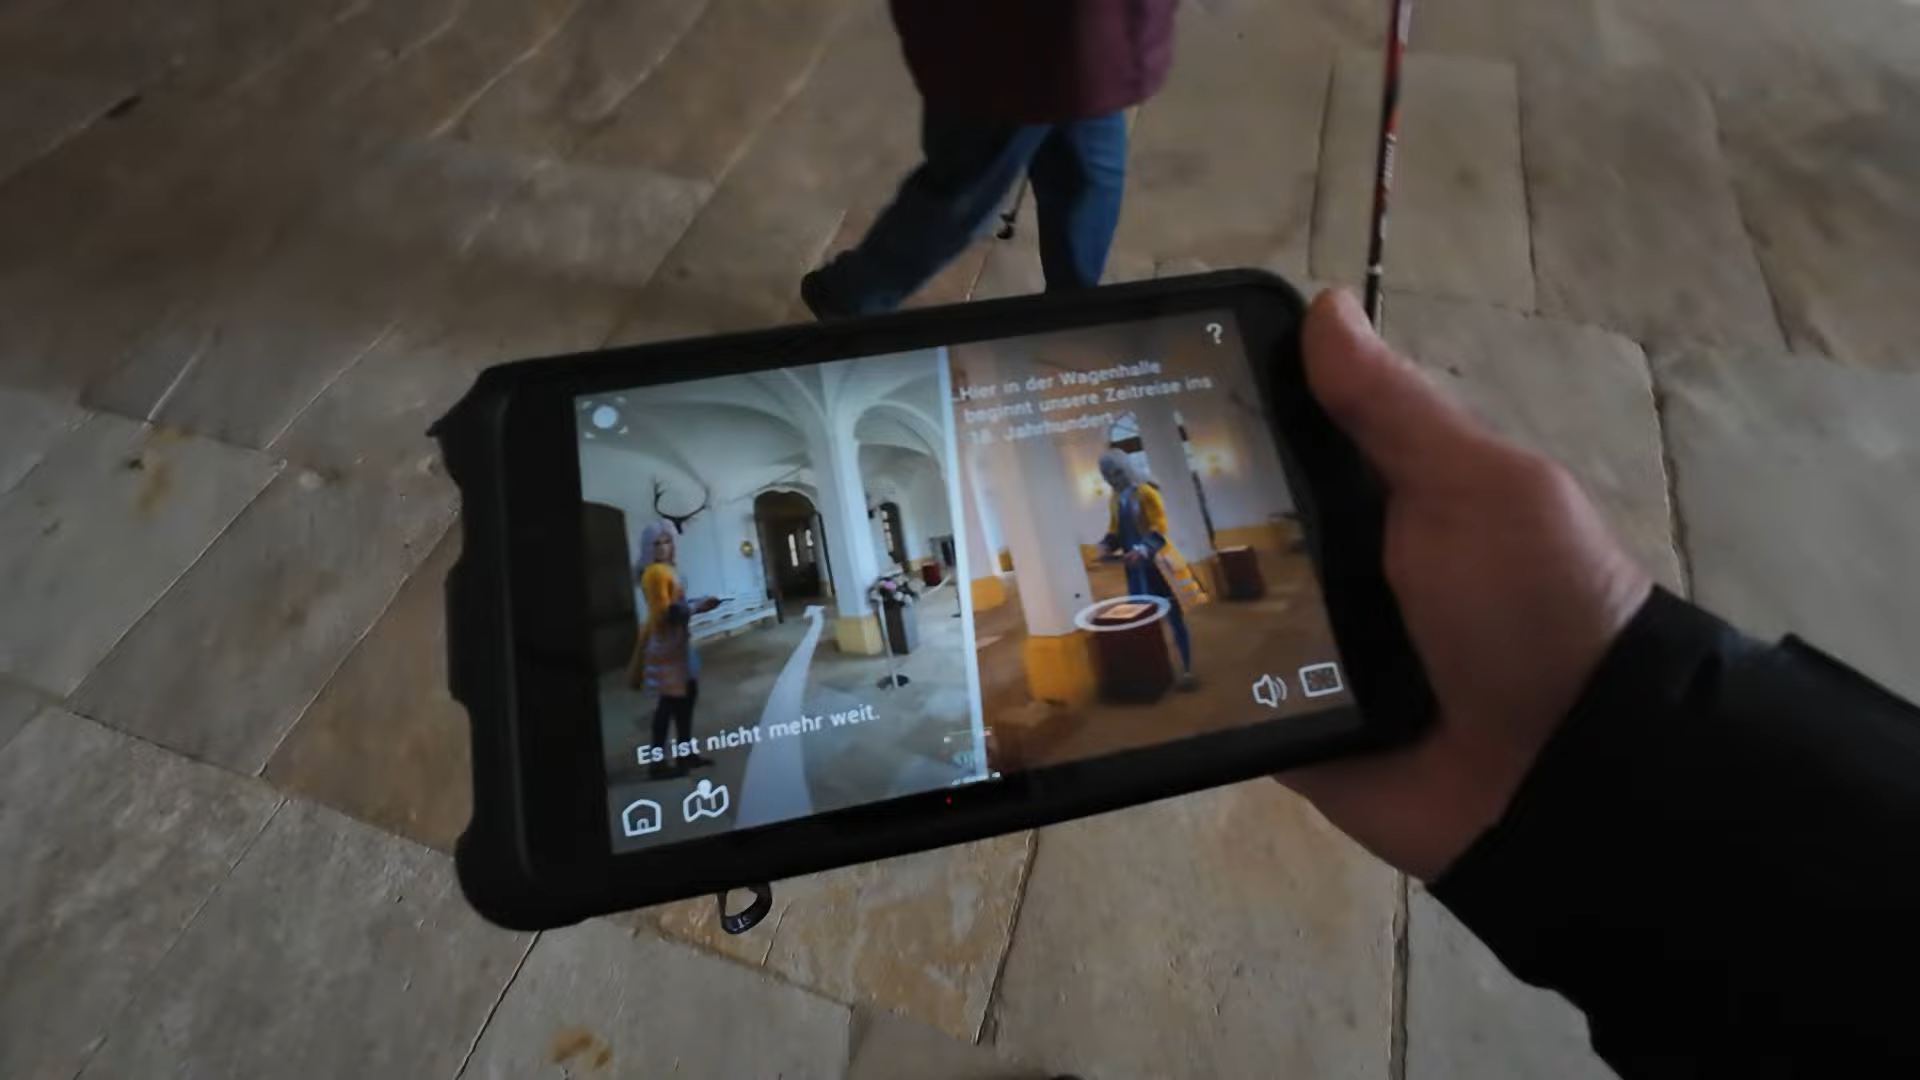 ?
Hier in der Wagenhalle
beginnt unsere Zeitreise ins
18. Jahrhundert.
Es ist nicht mehr weit.